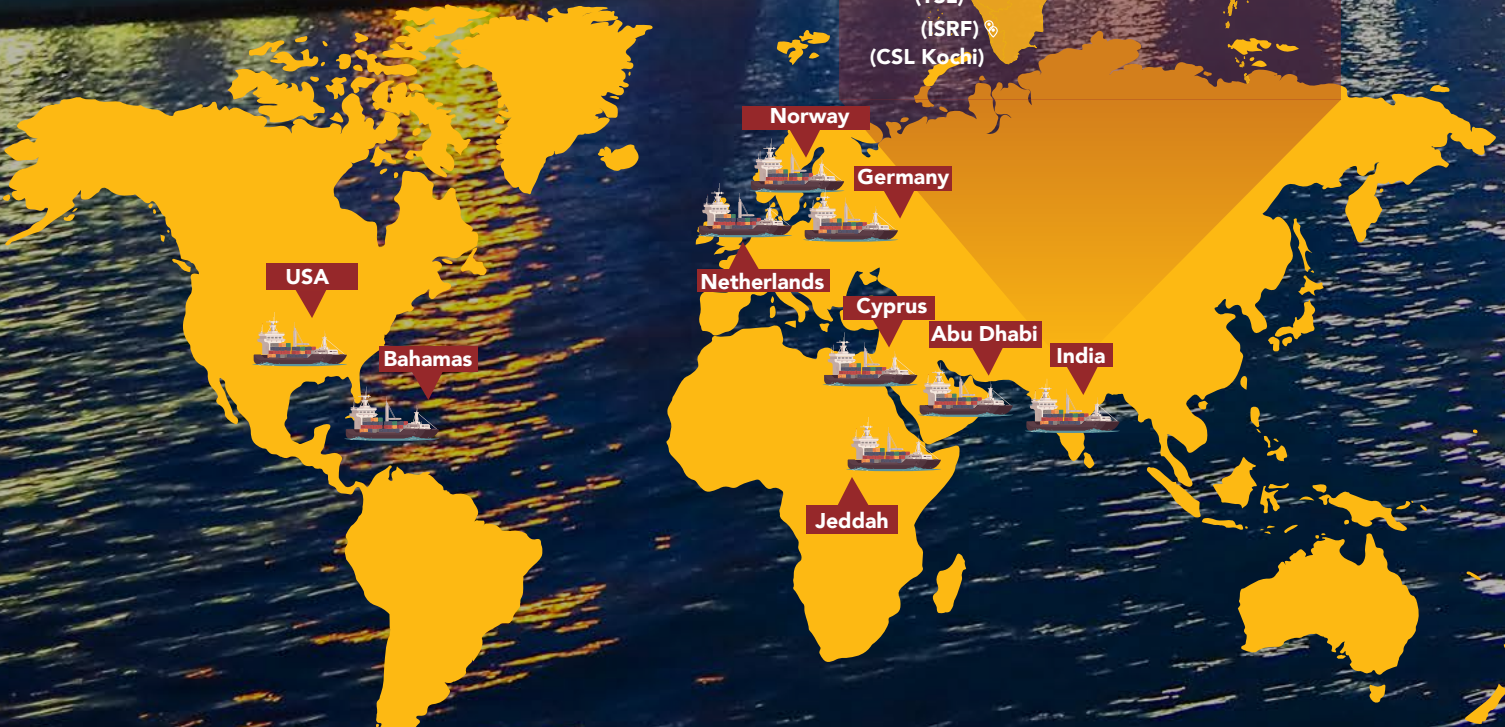 (ISRF)
(CSL Kochi)
Norway
Germany
USA
Netherlands
Cyprus
Abu Dhabi
Bahamas
India
Jeddah